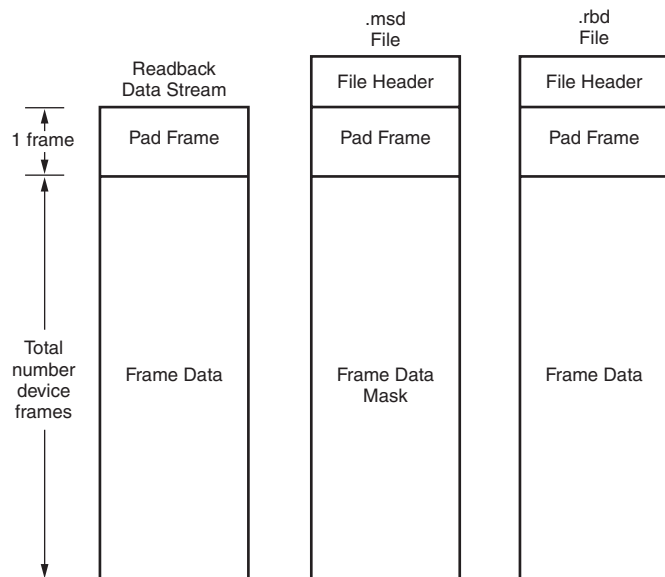 .msd
File
.rbd
File
Readback
Data Stream
File Header
File Header
1 frame
Pad Frame
Pad Frame
Pad Frame
Total
number
device
frames
Frame Data
Frame Data
Mask
Frame Data